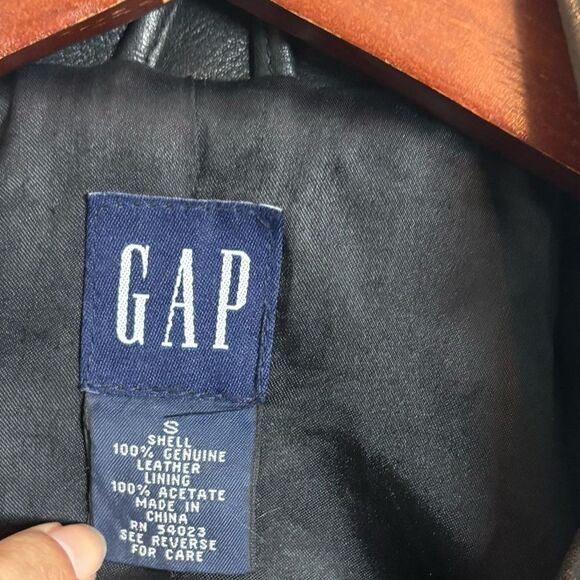 GAP
S
SHELL
100% GENUINE
LEATHER
LINING
100% ACETATE
MADE IN
CHINA
RN 54023
SEE REVERSE
FOR CARE